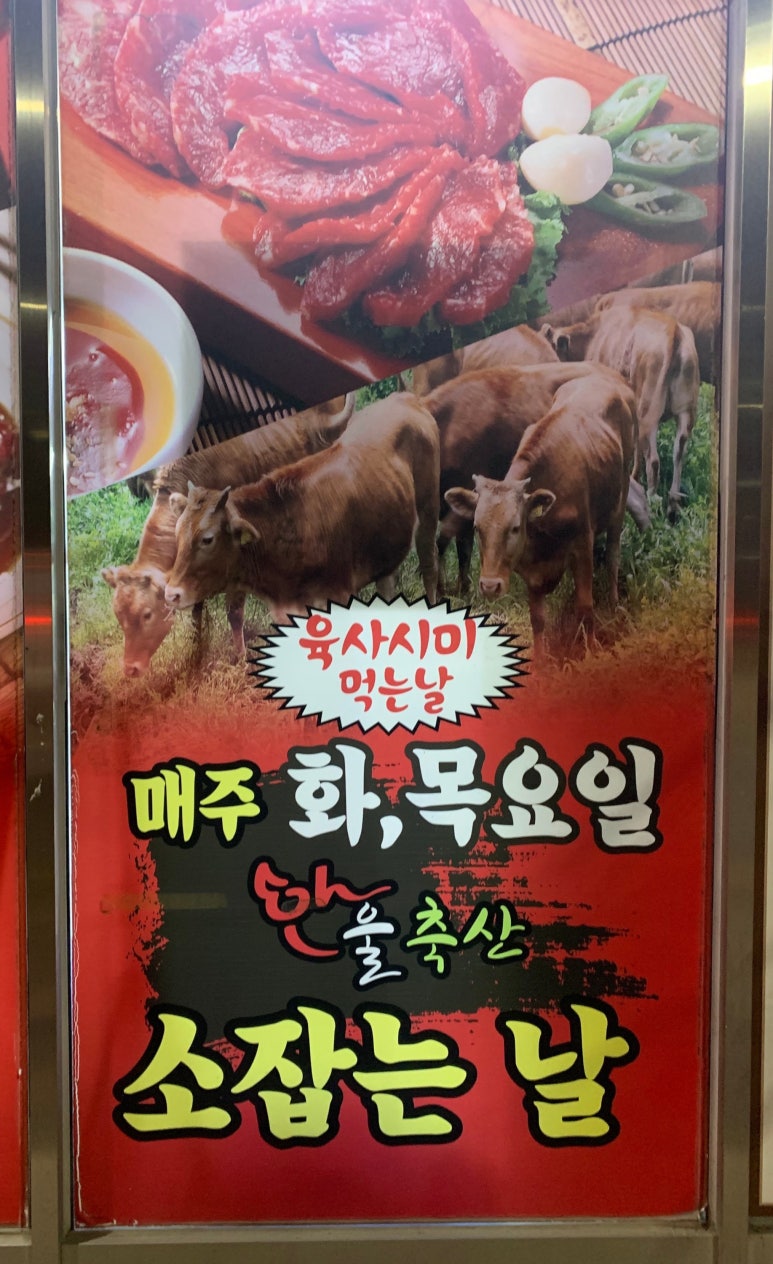 육사시미
먹는날
매주 화,목요일
한울축산
소잡는 날